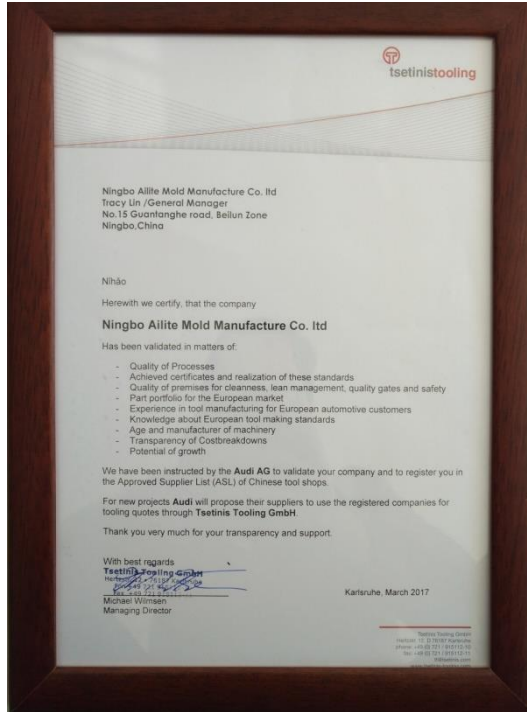 tsetinistooling
Ningbo Ailite Mold Manufacture Co. ltd
Tracy Lin /General Manager
No.15 Guantanghe road, Beilun Zone
Ningbo,China
Nihăo
Herewith we certify, that the company
Ningbo Ailite Mold Manufacture Co. ltd
Has been validated in matters of:
- Quality of Processes
- Achieved certificates and realization of these standards
- Quality of premises for cleanness, lean management, quality gates and safety
- Part portfolio for the European market
- Experience in tool manufacturing for European automotive customers
- Knowledge about European tool making standards
- Age and manufacturer of machinery
- Transparency of Costbreakdowns
- Potential of growth
We have been instructed by the Audi AG to validate your company and to register you in
the Approved Supplier List (ASL) of Chinese tool shops.
For new projects Audi will propose their suppliers to use the registered companies for
tooling quotes through Tsetinis Tooling GmbH.
Thank you very much for your transparency and support.
With best regards
Tsetinis Tooling GmbH
Michael Wilmsen
Managing Director
Karlsruhe, March 2017
Tsetinis Tooling GmbH